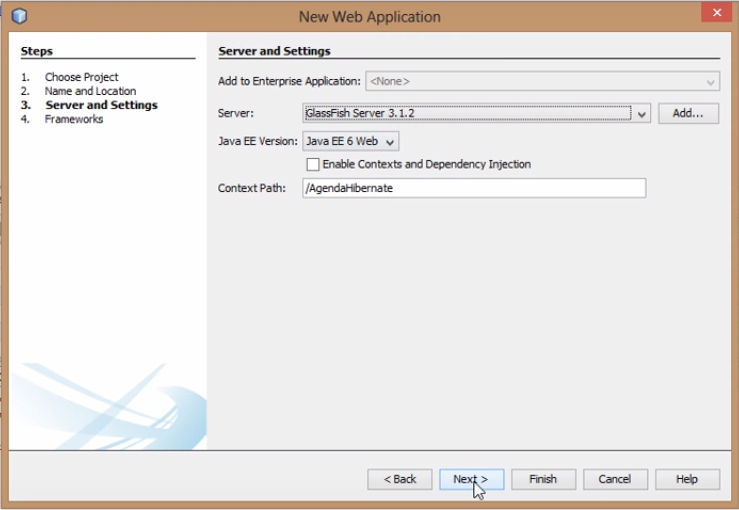 New Web Application
Steps
1. Choose Project
2. Name and Location
3. Server and Settings
4. Frameworks
Server and Settings
Add to Enterprise Application: <None>
Server: GlassFish Server 3.1.2 Add...
Java EE Version: Java EE 6 Web
Enable Contexts and Dependency Injection
Context Path: /AgendaHibernate
< Back Next > Finish Cancel Help